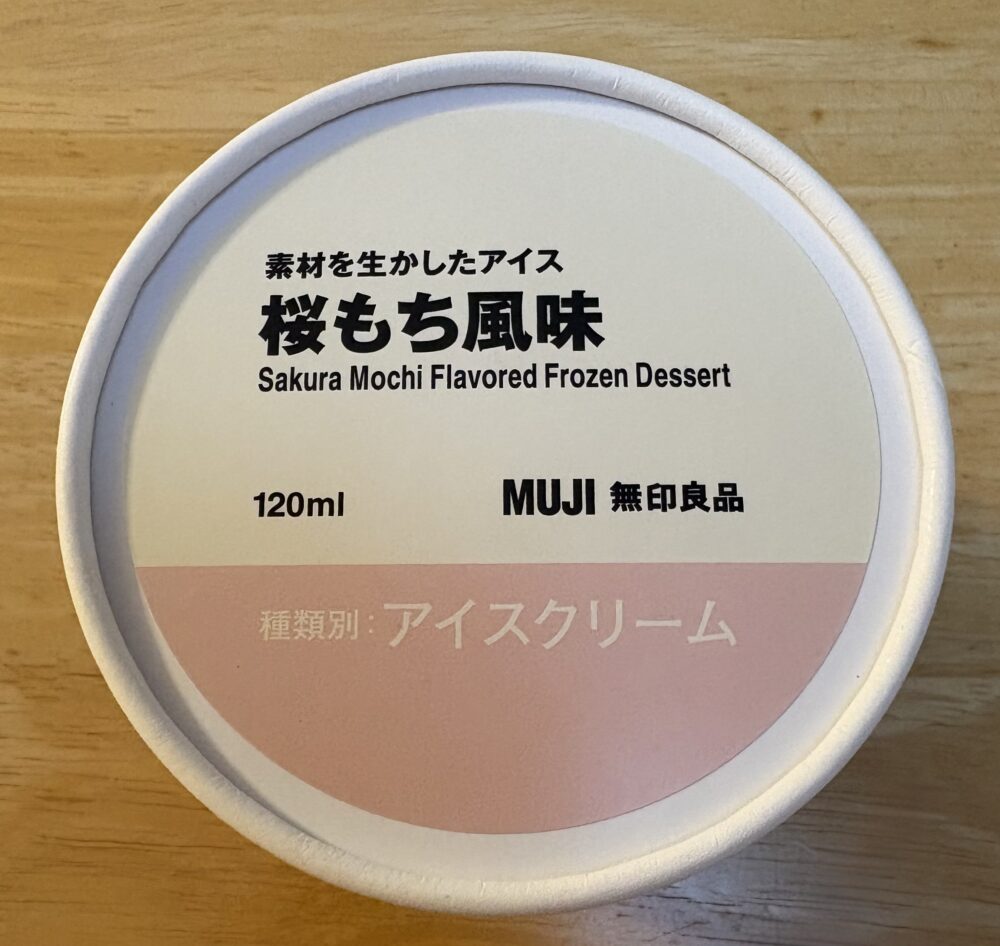 素材を生かしたアイス
桜もち風味
Sakura Mochi Flavored Frozen Dessert
120ml MUJI 無印良品
種類別：アイスクリーム